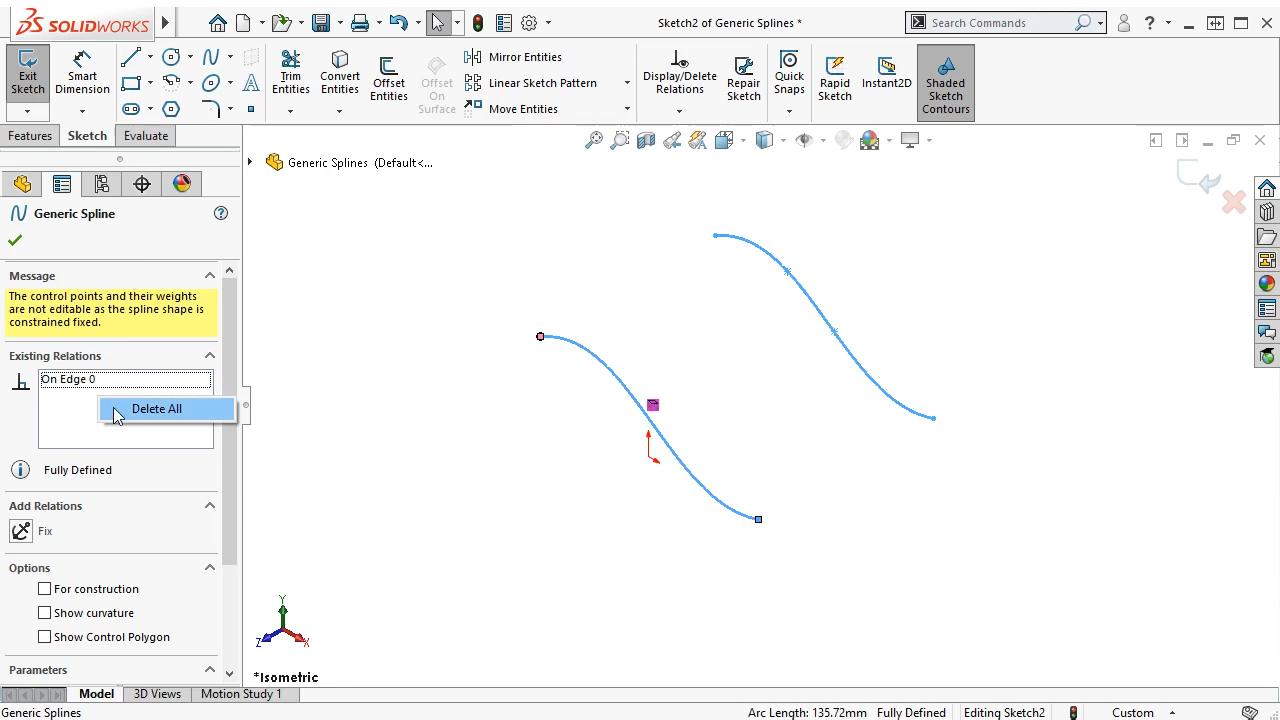 SOLIDWORKS
Sketch2 of Generic Splines *
Search Commands
?
Exit Sketch
Smart Dimension
Trim Entities
Convert Entities
Offset Entities
Offset On Surface
Mirror Entities
Linear Sketch Pattern
Move Entities
Display/Delete Relations
Repair Sketch
Quick Snaps
Rapid Sketch
Instant2D
Shaded Sketch Contours
Features
Sketch
Evaluate
Generic Splines (Default<...
Generic Spline
?
Message
The control points and their weights
are not editable as the spline shape is
constrained fixed.
Existing Relations
On Edge 0
Delete All
Fully Defined
Add Relations
Fix
Options
For construction
Show curvature
Show Control Polygon
Parameters
Y
Z
X
*Isometric
Model
3D Views
Motion Study 1
Generic Splines
Arc Length: 135.72mm
Fully Defined
Editing Sketch2
Custom